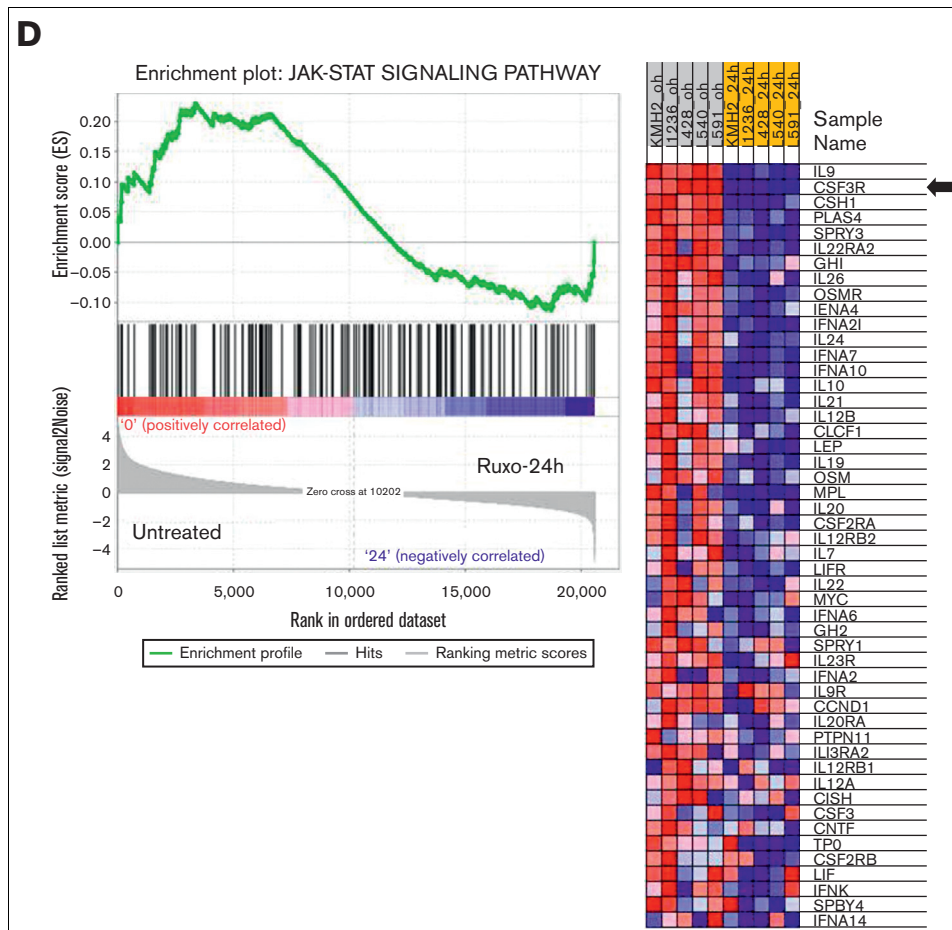 D
Enrichment plot: JAK-STAT SIGNALING PATHWAY
Enrichment score (ES)
0.20
0.15
0.10
0.05
0.00
−0.05
−0.10
Ranked list metric (signal2Noise)
'0' (positively correlated)
4
2
0
−2
−4
Ruxo-24h
Zero cross at 10202
Untreated
'24' (negatively correlated)
0 5,000 10,000 15,000 20,000
Rank in ordered dataset
Enrichment profile Hits Ranking metric scores
KMH2_oh
1236_oh
428_oh
540_oh
591_oh
KMH2_24h
1236_24h
428_24h
540_24h
591_24h
Sample
Name
IL9
CSF3R
CSH1
PLAS4
SPRY3
IL22RA2
GHI
IL26
OSMR
IENA4
IFNA2I
IL24
IFNA7
IFNA10
IL10
IL21
IL12B
CLCF1
LEP
IL19
OSM
MPL
IL20
CSF2RA
IL12RB2
IL7
LIFR
IL22
MYC
IFNA6
GH2
SPRY1
IL23R
IFNA2
IL9R
CCND1
IL20RA
PTPN11
ILI3RA2
IL12RB1
IL12A
CISH
CSF3
CNTF
TP0
CSF2RB
LIF
IFNK
SPBY4
IFNA14